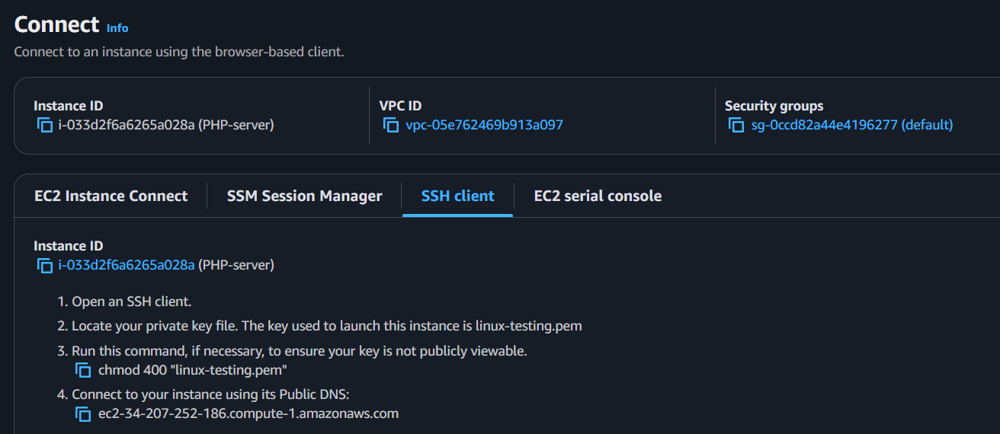 Connect Info
Connect to an instance using the browser-based client.
Instance ID
i-033d2f6a6265a028a (PHP-server)
VPC ID
vpc-05e762469b913a097
Security groups
sg-0ccd82a44e4196277 (default)
EC2 Instance Connect
SSM Session Manager
SSH client
EC2 serial console
Instance ID
i-033d2f6a6265a028a (PHP-server)
1. Open an SSH client.
2. Locate your private key file. The key used to launch this instance is linux-testing.pem
3. Run this command, if necessary, to ensure your key is not publicly viewable.
chmod 400 "linux-testing.pem"
4. Connect to your instance using its Public DNS:
ec2-34-207-252-186.compute-1.amazonaws.com